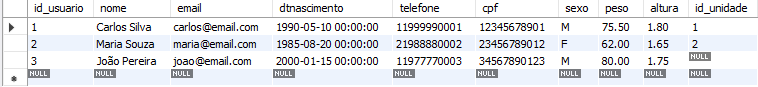 id_usuario nome email dtnascimento telefone cpf sexo peso altura id_unidade
1 Carlos Silva carlos@email.com 1990-05-10 00:00:00 11999990001 12345678901 M 75.50 1.80 1
2 Maria Souza maria@email.com 1985-08-20 00:00:00 21988880002 23456789012 F 62.00 1.65 2
3 João Pereira joao@email.com 2000-01-15 00:00:00 11977770003 34567890123 M 80.00 1.75 NULL
NULL NULL NULL NULL NULL NULL NULL NULL NULL NULL